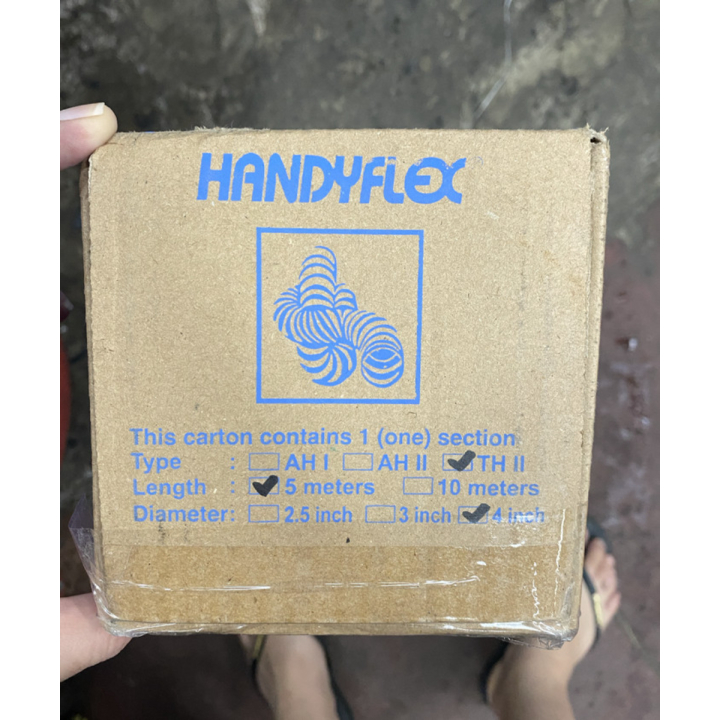 HANDYFLEX
This carton contains 1 (one) section
Type : ☐ AH I ☐ AH II ☑ TH II
Length : ☑ 5 meters ☐ 10 meters
Diameter: ☐ 2.5 inch ☐ 3 inch ☑ 4 inch